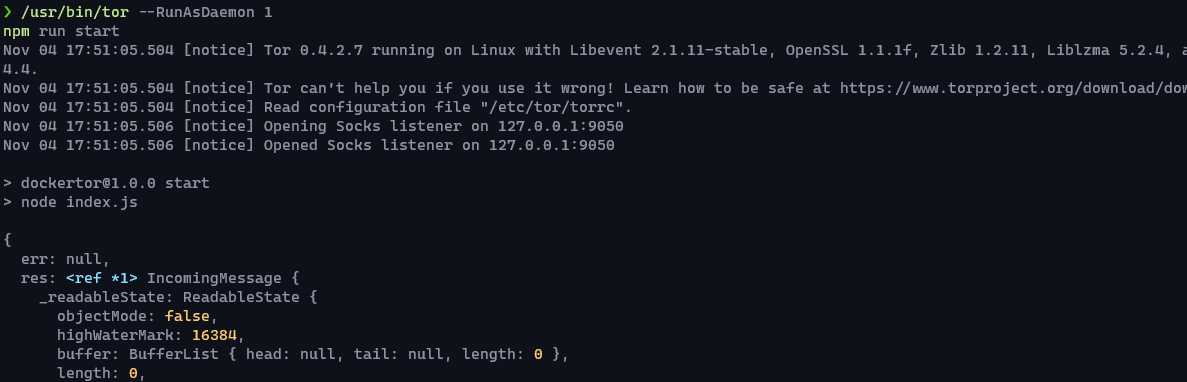 ❯ /usr/bin/tor --RunAsDaemon 1
npm run start
Nov 04 17:51:05.504 [notice] Tor 0.4.2.7 running on Linux with Libevent 2.1.11-stable, OpenSSL 1.1.1f, Zlib 1.2.11, Liblzma 5.2.4,
4.4.
Nov 04 17:51:05.504 [notice] Tor can't help you if you use it wrong! Learn how to be safe at https://www.torproject.org/download/dow
Nov 04 17:51:05.504 [notice] Read configuration file "/etc/tor/torrc".
Nov 04 17:51:05.506 [notice] Opening Socks listener on 127.0.0.1:9050
Nov 04 17:51:05.506 [notice] Opened Socks listener on 127.0.0.1:9050
> dockertor@1.0.0 start
> node index.js
{
err: null,
res: <ref *1> IncomingMessage {
_readableState: ReadableState {
objectMode: false,
highWaterMark: 16384,
buffer: BufferList { head: null, tail: null, length: 0 },
length: 0,